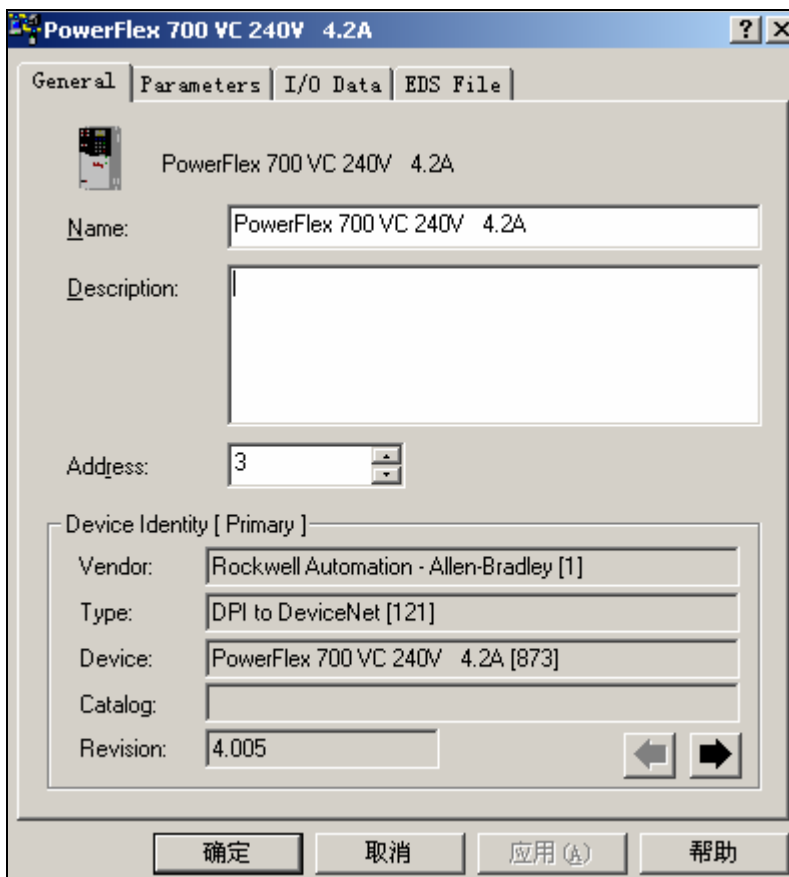 PowerFlex 700 VC 240V 4.2A
General Parameters I/O Data EDS File
PowerFlex 700 VC 240V 4.2A
Name: PowerFlex 700 VC 240V 4.2A
Description:
Address: 3
Device Identity [ Primary ]
Vendor: Rockwell Automation - Allen-Bradley [1]
Type: DPI to DeviceNet [121]
Device: PowerFlex 700 VC 240V 4.2A [873]
Catalog:
Revision: 4.005
确定 取消 应用(A) 帮助